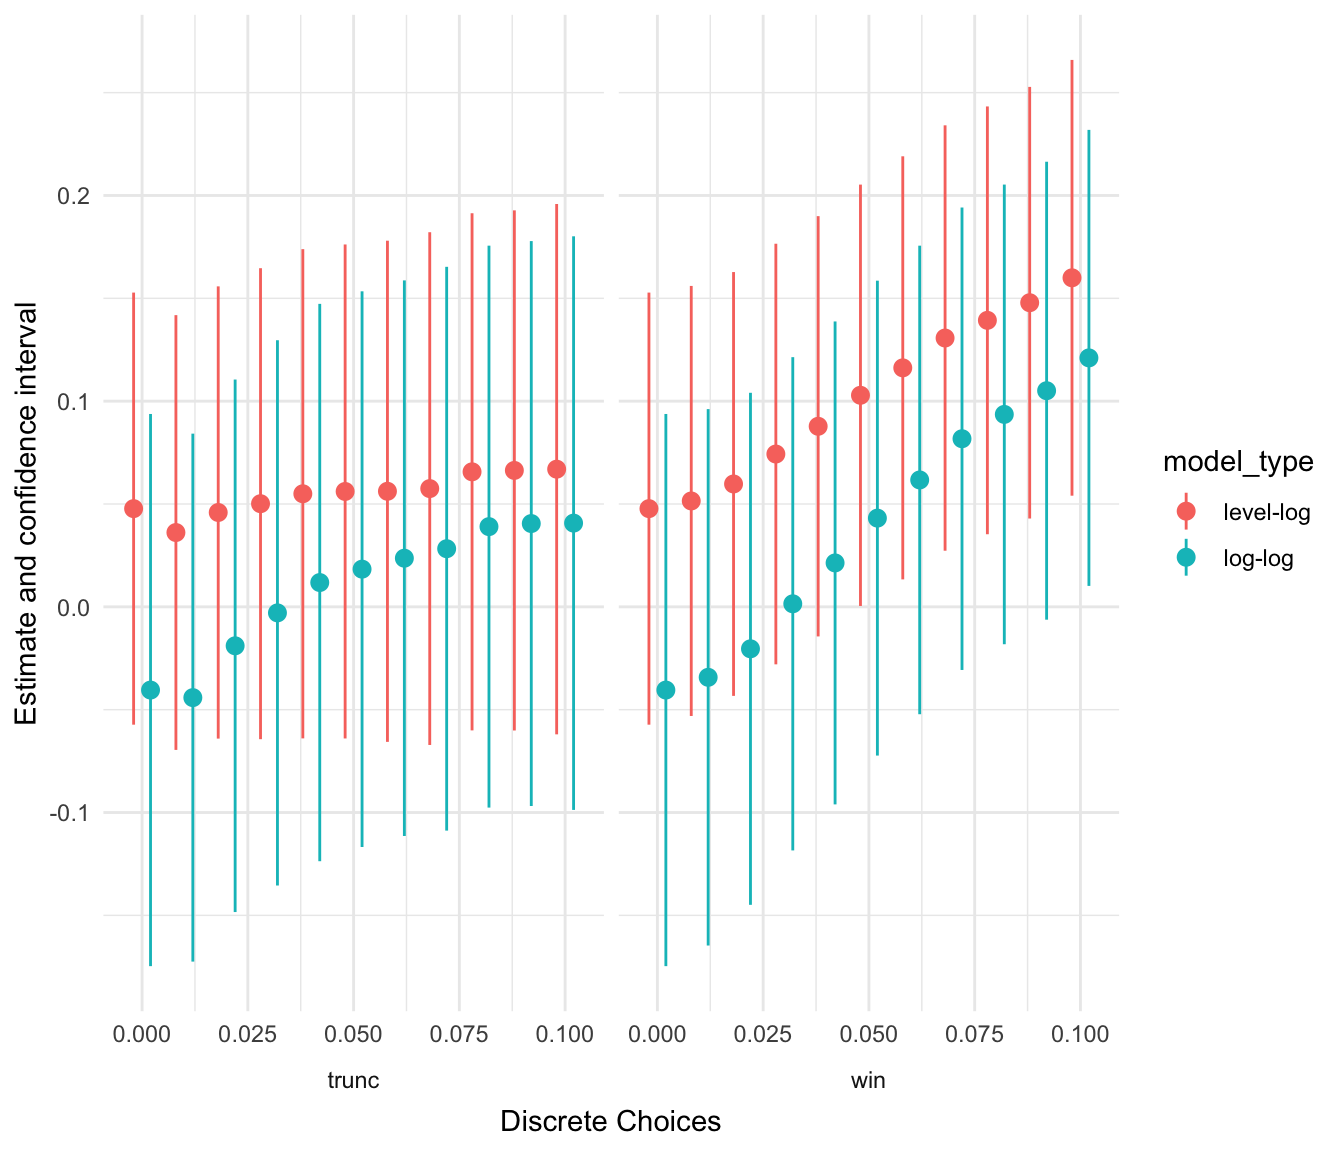 Estimate and confidence interval
0.2
0.1
0.0
-0.1
0.000 0.025 0.050 0.075 0.100
0.000 0.025 0.050 0.075 0.100
trunc
win
Discrete Choices
model_type
level-log
log-log